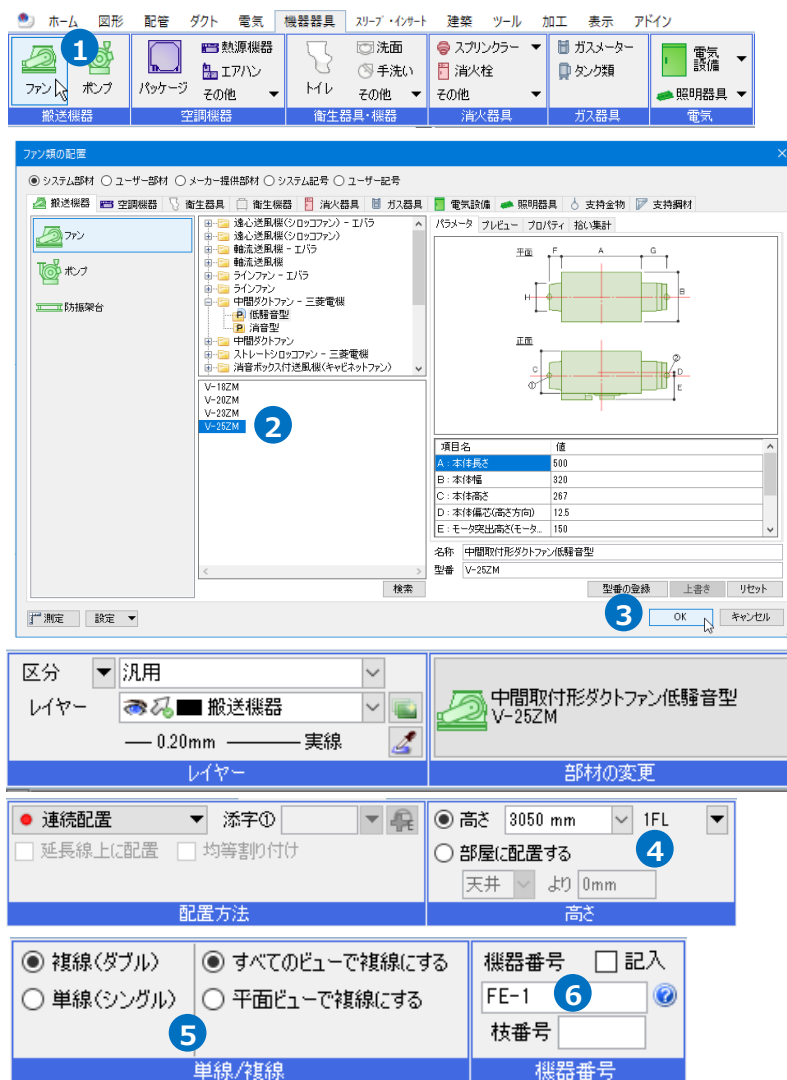 ホーム 図形 配管 ダクト 電気 機器器具 スリーブ・インサート 建築 ツール 加工 表示 アドイン
1
ファン ポンプ
搬送機器
パッケージ
熱源機器
エアハン
その他
空調機器
トイレ
洗面
手洗い
その他
衛生器具・機器
スプリンクラー
消火栓
その他
消火器具
ガスメーター
タンク類
ガス器具
電気設備
照明器具
電気
ファン類の配置
システム部材 ユーザー部材 メーカー提供部材 システム記号 ユーザー記号
搬送機器 空調機器 衛生器具 衛生機器 消火器具 ガス器具 電気設備 照明器具 支持金物 支持鋼材
ファン
ポンプ
防振架台
遠心送風機(シロッコファン) - エバラ
遠心送風機(シロッコファン)
軸流送風機 - エバラ
軸流送風機
ラインファン - エバラ
ラインファン
中間ダクトファン - 三菱電機
低騒音型
消音型
中間ダクトファン
ストレートシロッコファン - 三菱電機
消音ボックス付送風機(キャビネットファン)
V-18ZM
V-20ZM
V-23ZM
V-25ZM
2
検索
パラメータ プレビュー プロパティ 拾い集計
平面 F A G
H B
正面
C ② D
① E
項目名 値
A : 本体長さ 500
B : 本体幅 320
C : 本体高さ 267
D : 本体偏芯(高さ方向) 12.5
E : モータ突出高さ(モータ... 150
名称 中間取付形ダクトファン低騒音型
型番 V-25ZM
型番の登録 上書き リセット
測定 設定
3
OK キャンセル
区分 汎用
レイヤー 搬送機器
0.20mm 実線
レイヤー
中間取付形ダクトファン低騒音型
V-25ZM
部材の変更
連続配置 添字①
延長線上に配置 均等割り付け
配置方法
高さ 3050 mm 1FL
部屋に配置する
4
天井 より 0mm
高さ
複線(ダブル) すべてのビューで複線にする
単線(シングル) 平面ビューで複線にする
5
単線/複線
機器番号 記入
FE-1
6
枝番号
機器番号